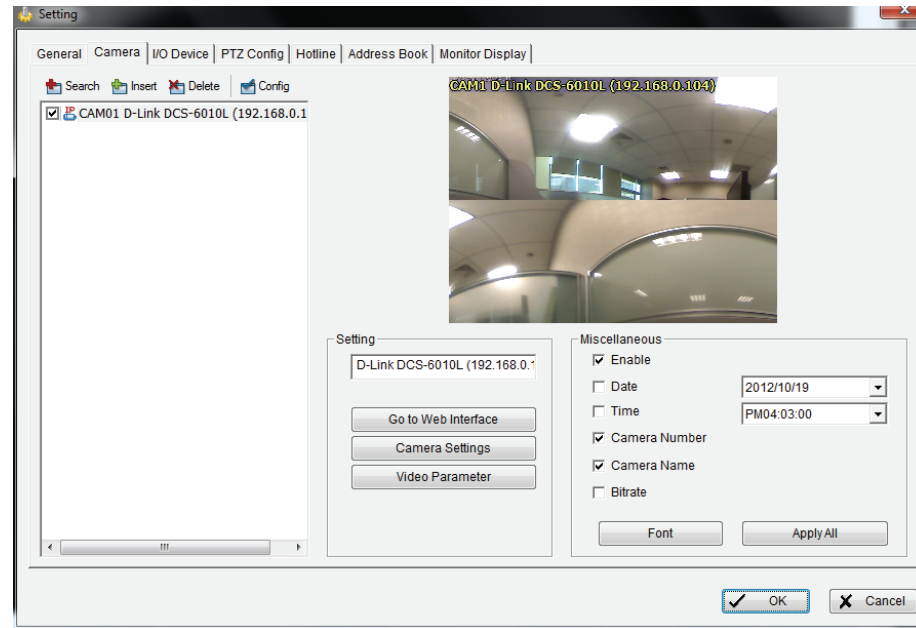 Setting
General Camera I/O Device PTZ Config Hotline Address Book Monitor Display
Search Insert Delete Config
CAM01 D-Link DCS-6010L (192.168.0.1
CAM1 D-Link DCS-6010L (192.168.0.104)
Setting
D-Link DCS-6010L (192.168.0.1
Go to Web Interface
Camera Settings
Video Parameter
Miscellaneous
Enable
Date 2012/10/19
Time PM04:03:00
Camera Number
Camera Name
Bitrate
Font Apply All
OK Cancel